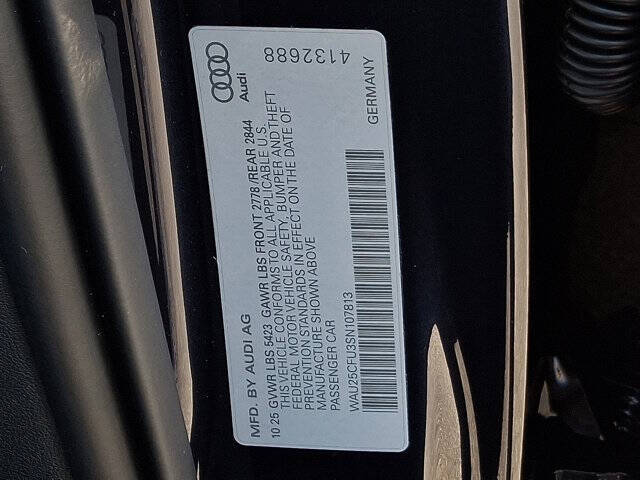 Audi
4132688
MFD. BY AUDI AG
10 25 GVWR LBS 5423 GAWR LBS FRONT 2778 /REAR 2844
THIS VEHICLE CONFORMS TO ALL APPLICABLE U.S.
FEDERAL MOTOR VEHICLE SAFETY, BUMPER AND THEFT
PREVENTION STANDARDS IN EFFECT ON THE DATE OF
MANUFACTURE SHOWN ABOVE
PASSENGER CAR GERMANY
WAU25CFU3SN107813